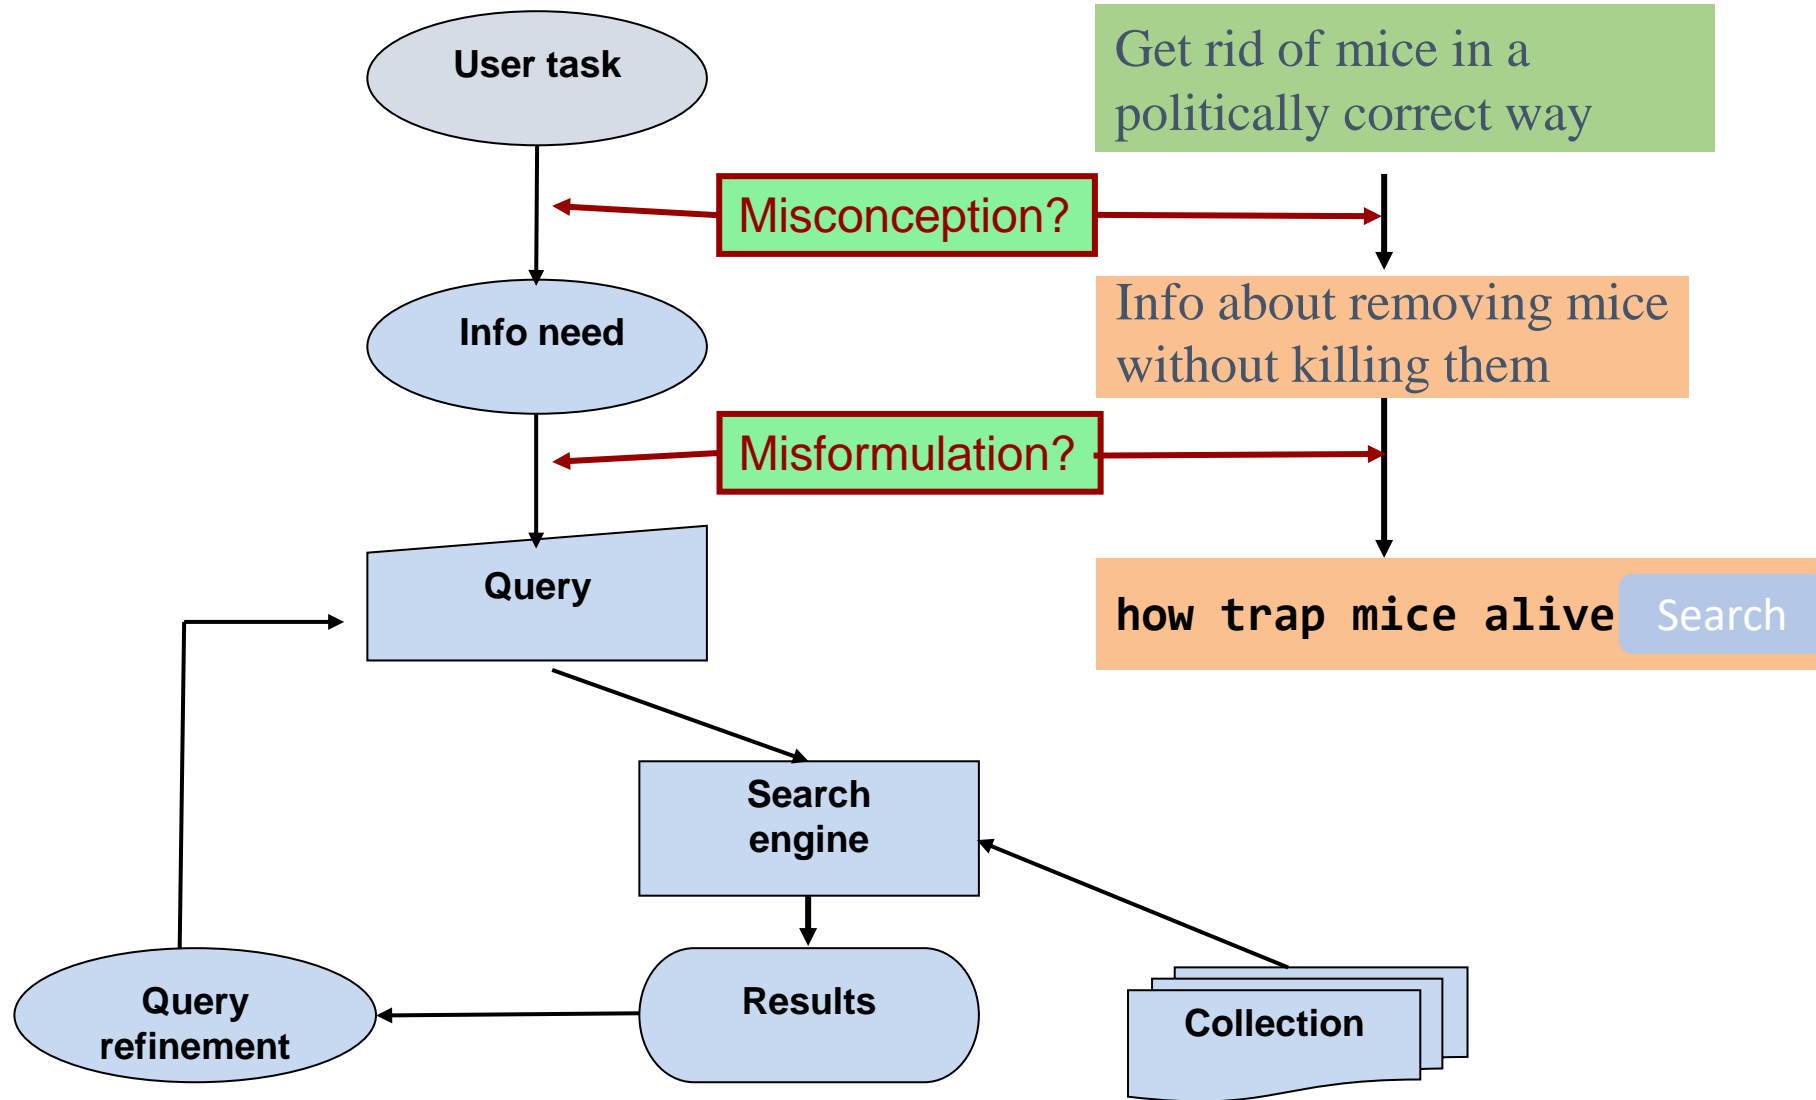 User task
Get rid of mice in a
politically correct way
Misconception?
Info need
Info about removing mice
without killing them
Misformulation?
Query
how trap mice alive
Search
Search
engine
Results
Query
refinement
Collection